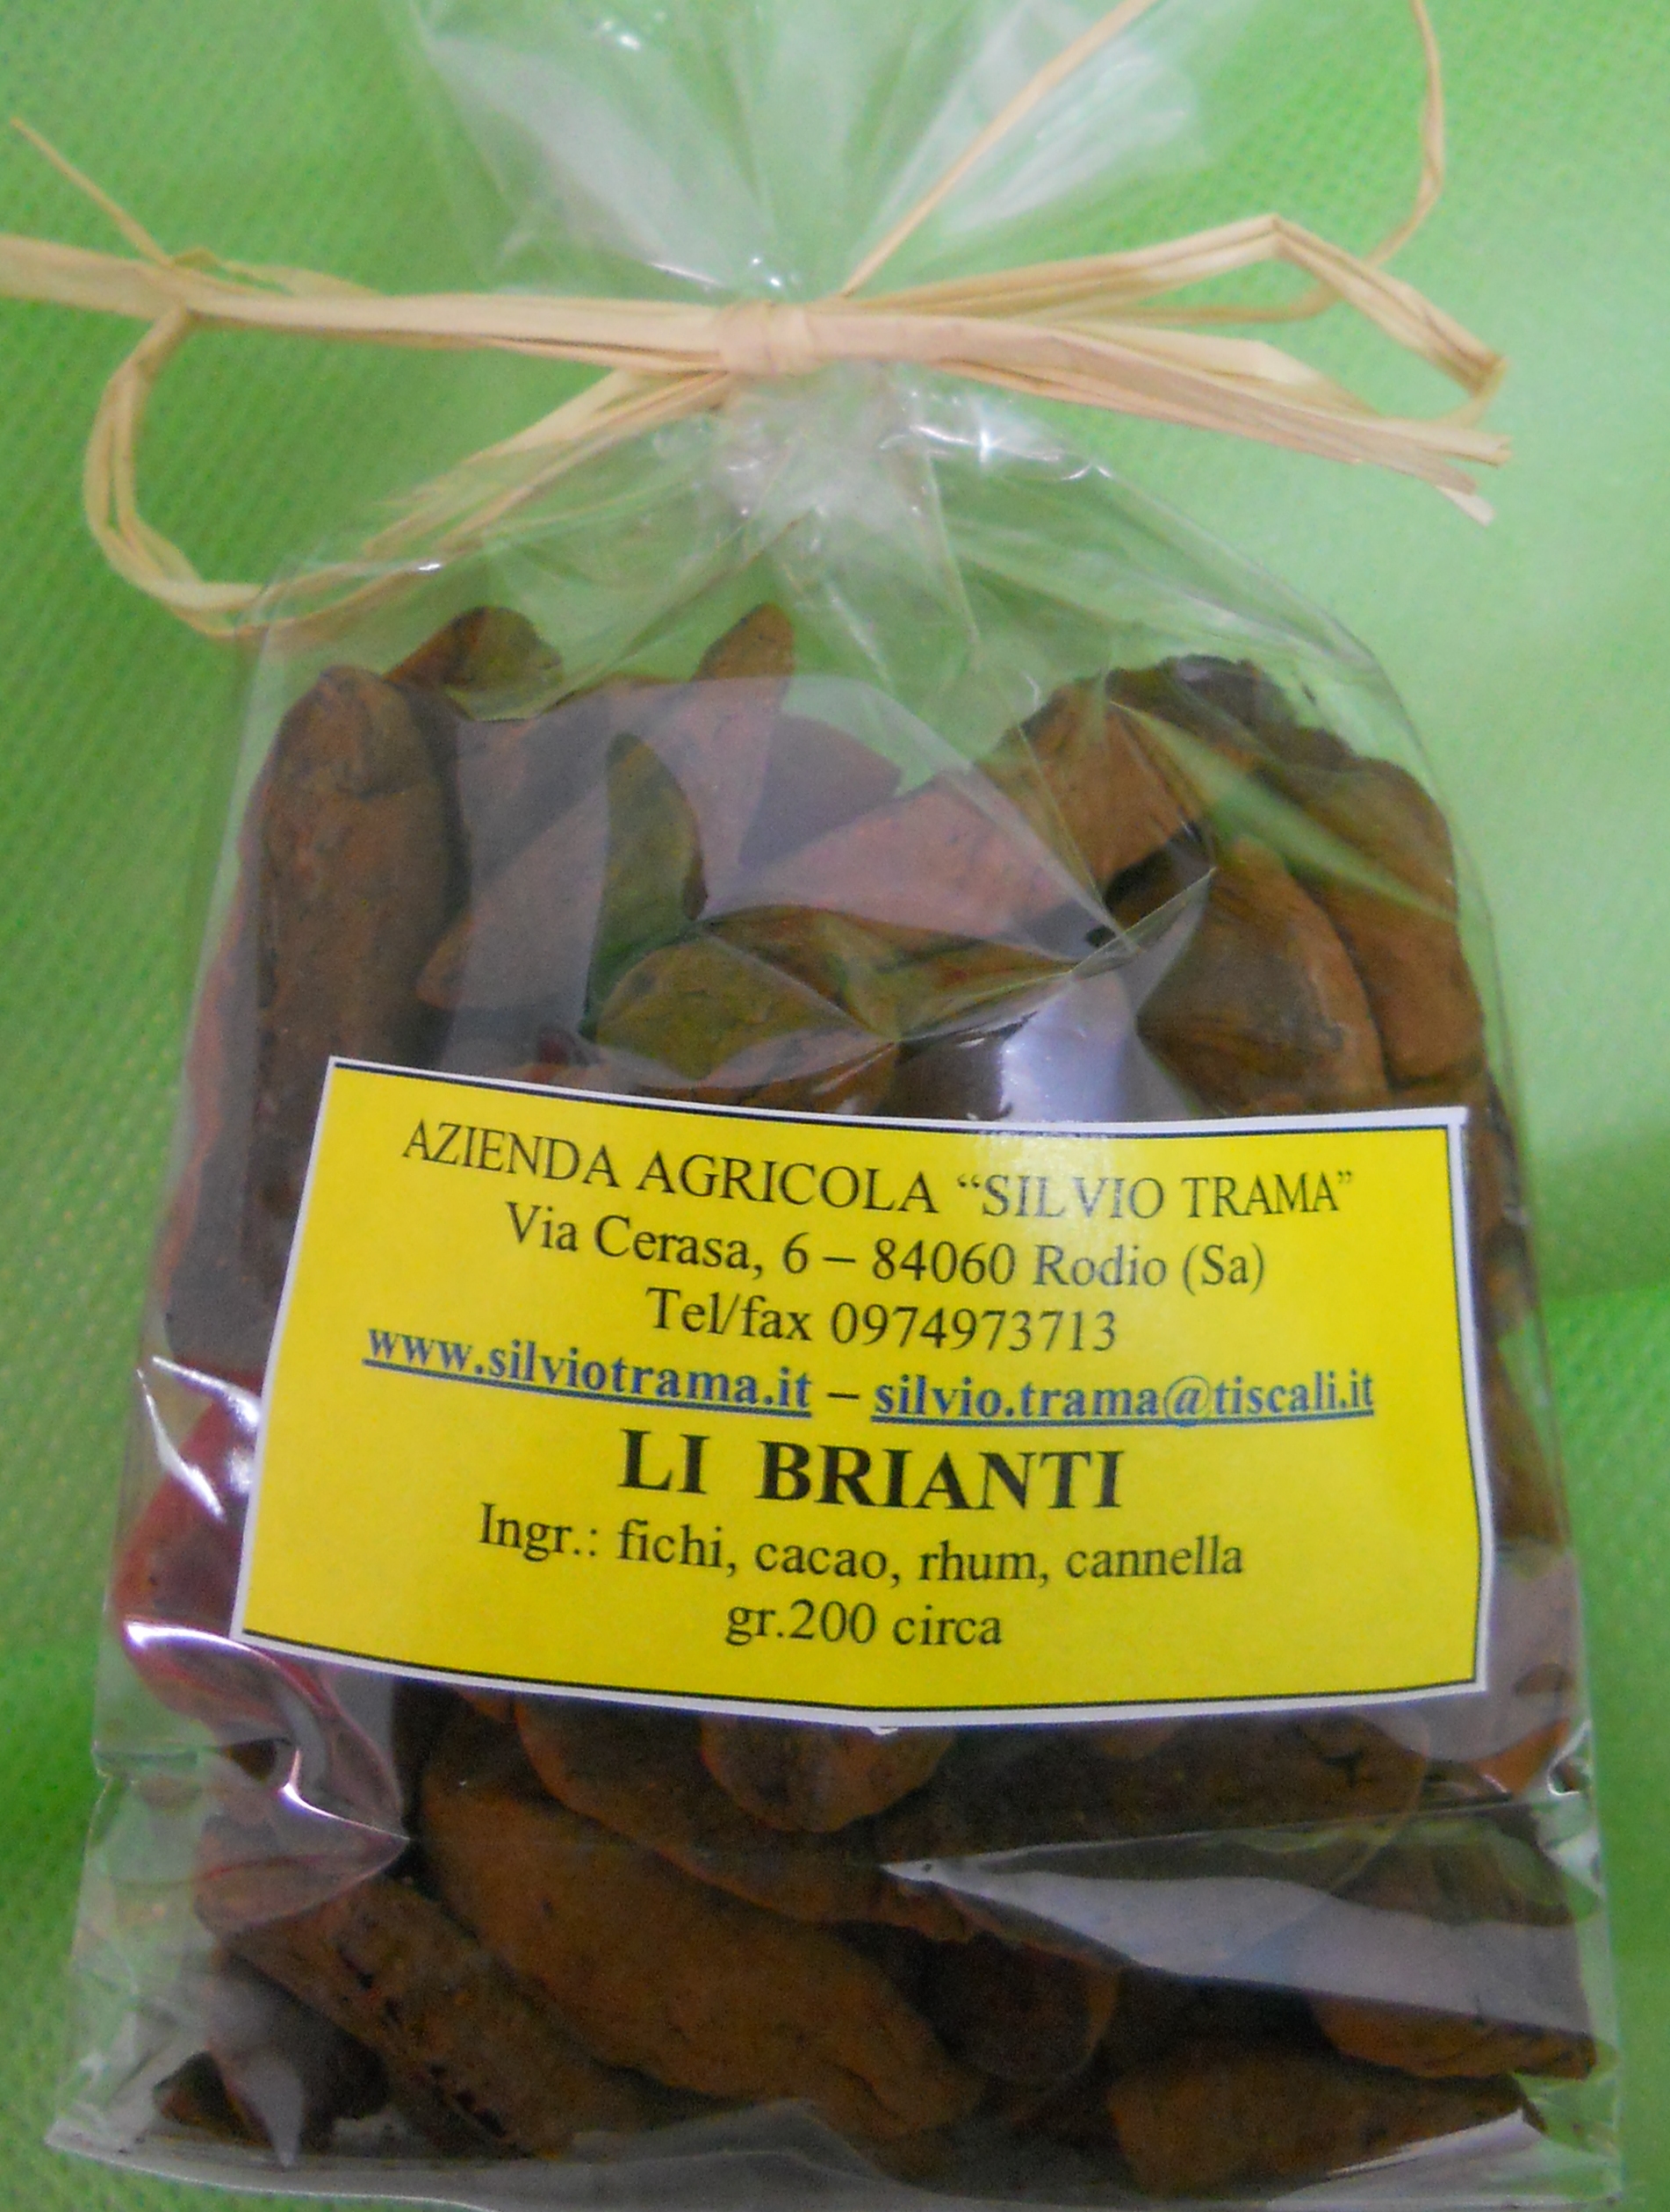 AZIENDA AGRICOLA “SILVIO TRAMA”
Via Cerasa, 6 – 84060 Rodio (Sa)
Tel/fax 0974973713
www.silviotrama.it – silvio.trama@tiscali.it
LI BRIANTI
Ingr.: fichi, cacao, rhum, cannella
gr.200 circa